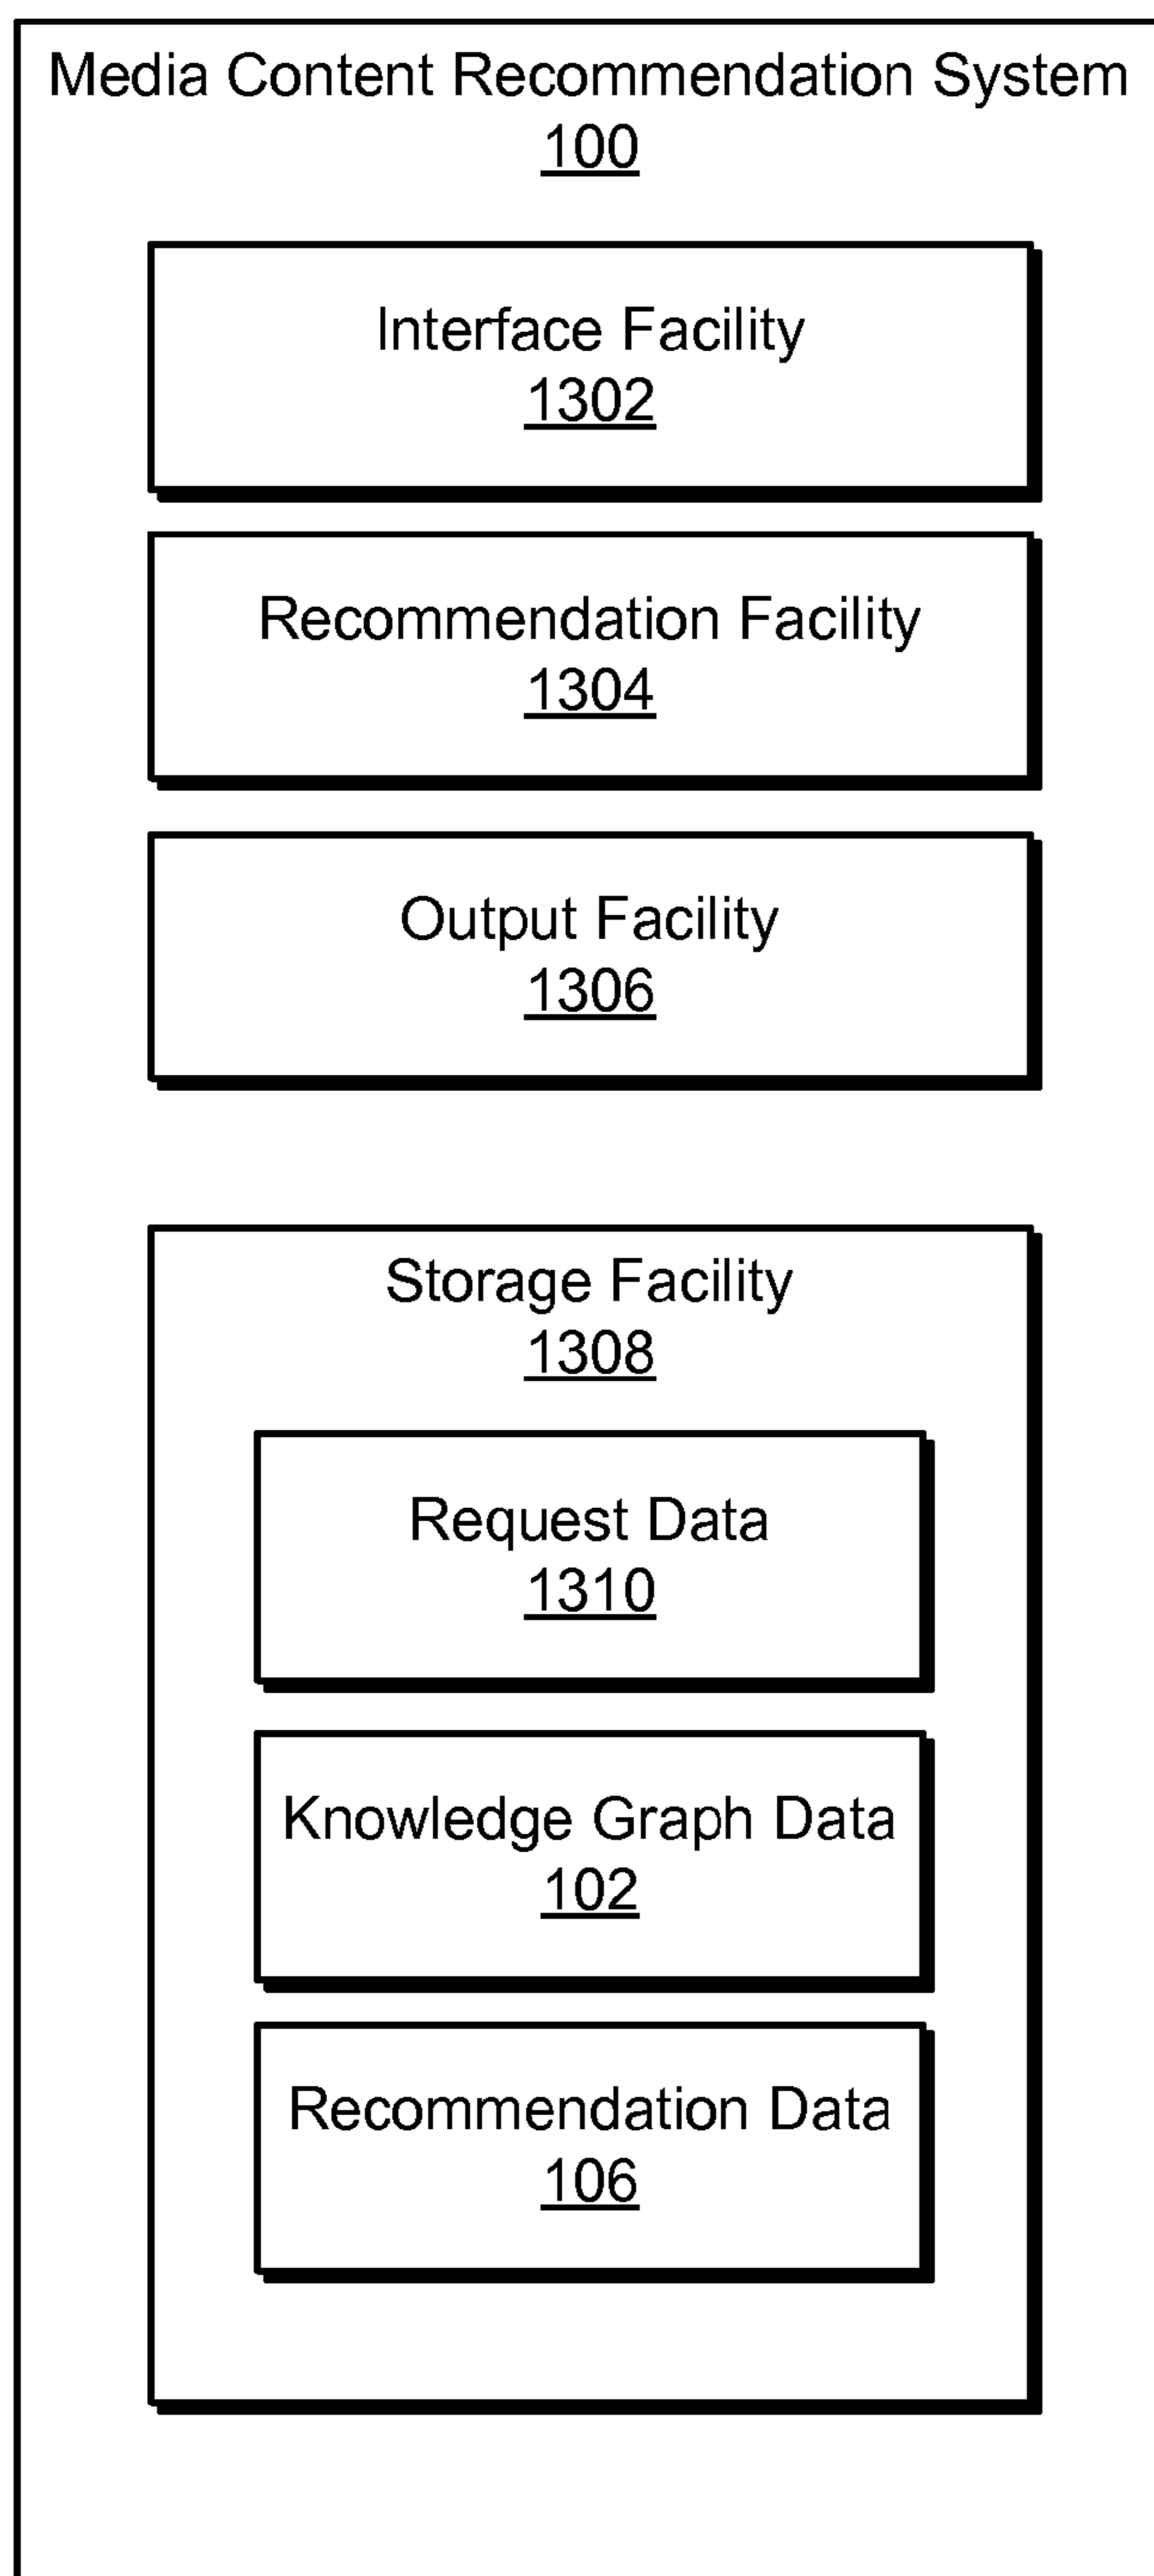 Media Content Recommendation System
100
Interface Facility
1302
Recommendation Facility
1304
Output Facility
1306
Storage Facility
1308
Request Data
1310
Knowledge Graph Data
102
Recommendation Data
106